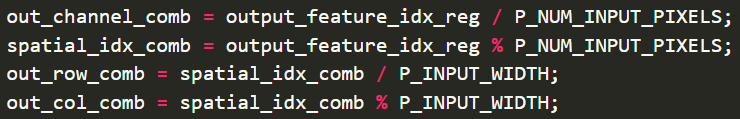 out_channel_comb = output_feature_idx_reg / P_NUM_INPUT_PIXELS;
spatial_idx_comb = output_feature_idx_reg % P_NUM_INPUT_PIXELS;
out_row_comb = spatial_idx_comb / P_INPUT_WIDTH;
out_col_comb = spatial_idx_comb % P_INPUT_WIDTH;